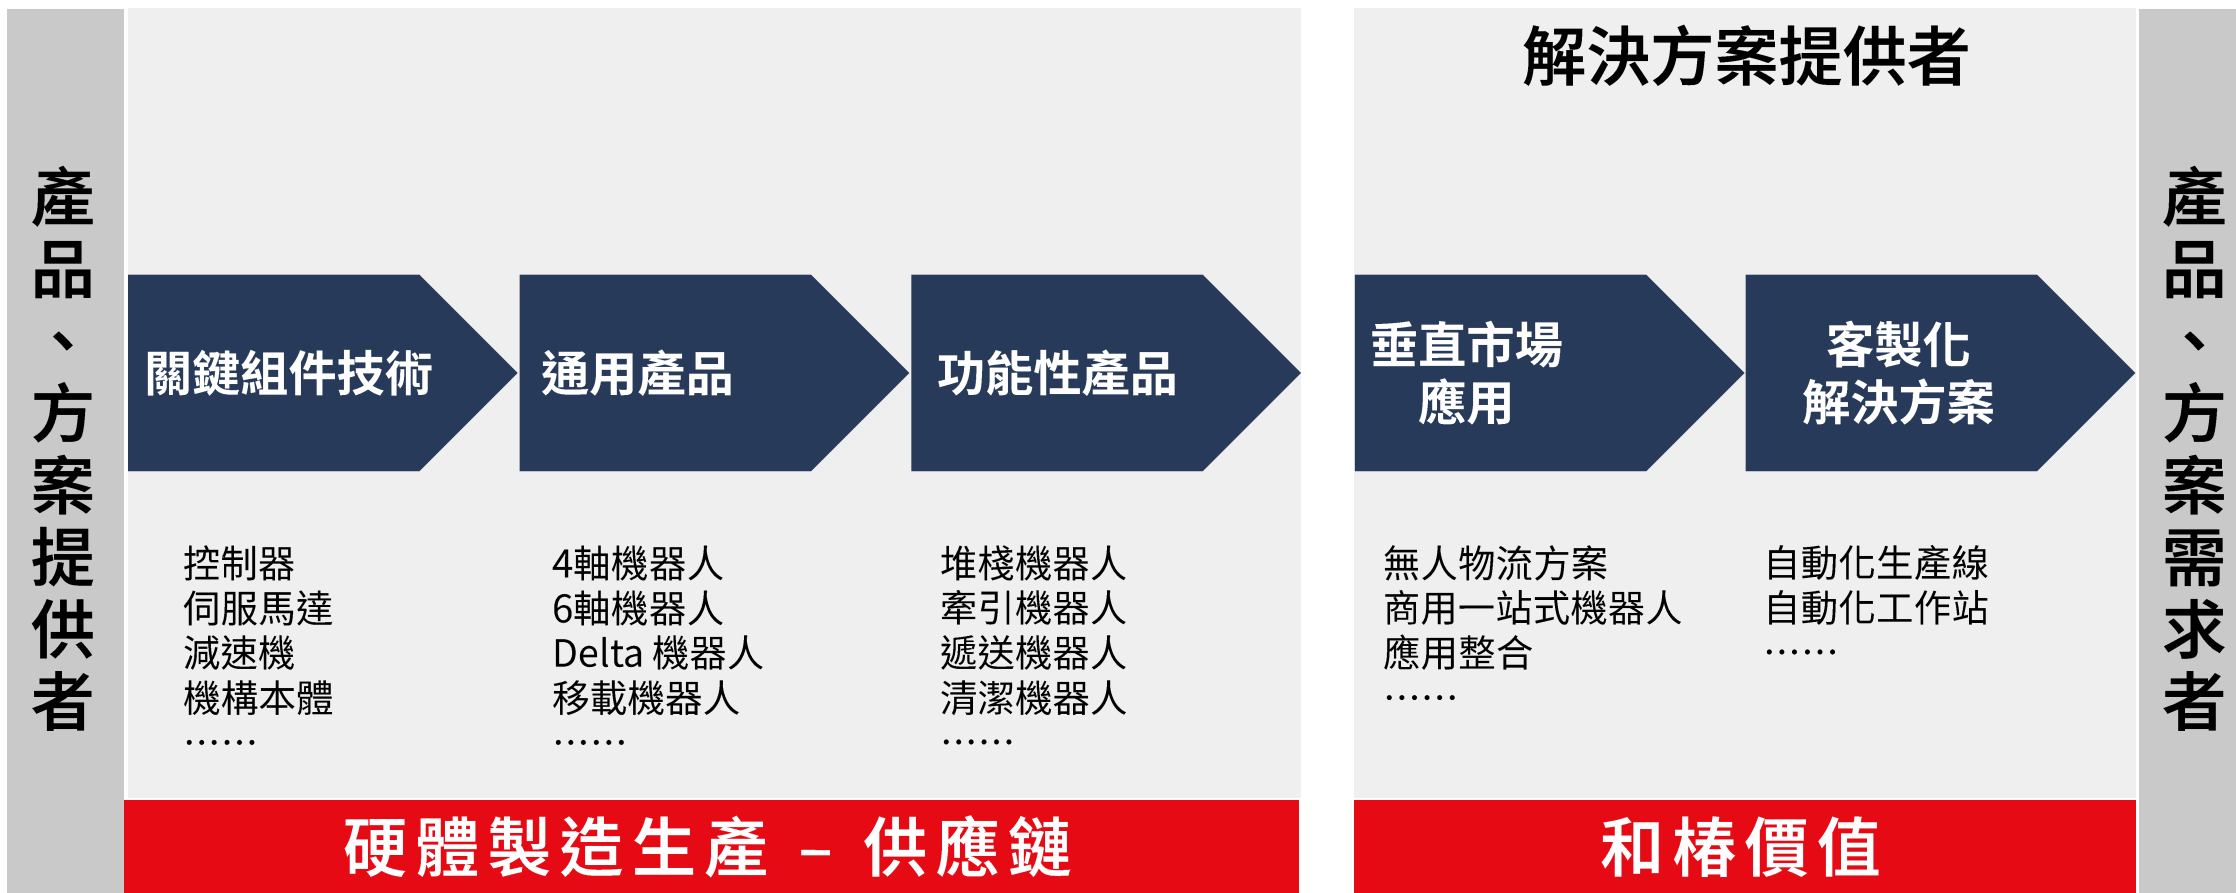 產品、方案提供者
解決方案提供者
關鍵組件技術
通用產品
功能性產品
垂直市場
應用
客製化
解決方案
控制器
伺服馬達
減速機
機構本體
……
4軸機器人
6軸機器人
Delta 機器人
移載機器人
……
堆棧機器人
牽引機器人
遞送機器人
清潔機器人
……
無人物流方案
商用一站式機器人
應用整合
……
自動化生產線
自動化工作站
……
硬體製造生產 – 供應鏈
和椿價值
產品、方案需求者